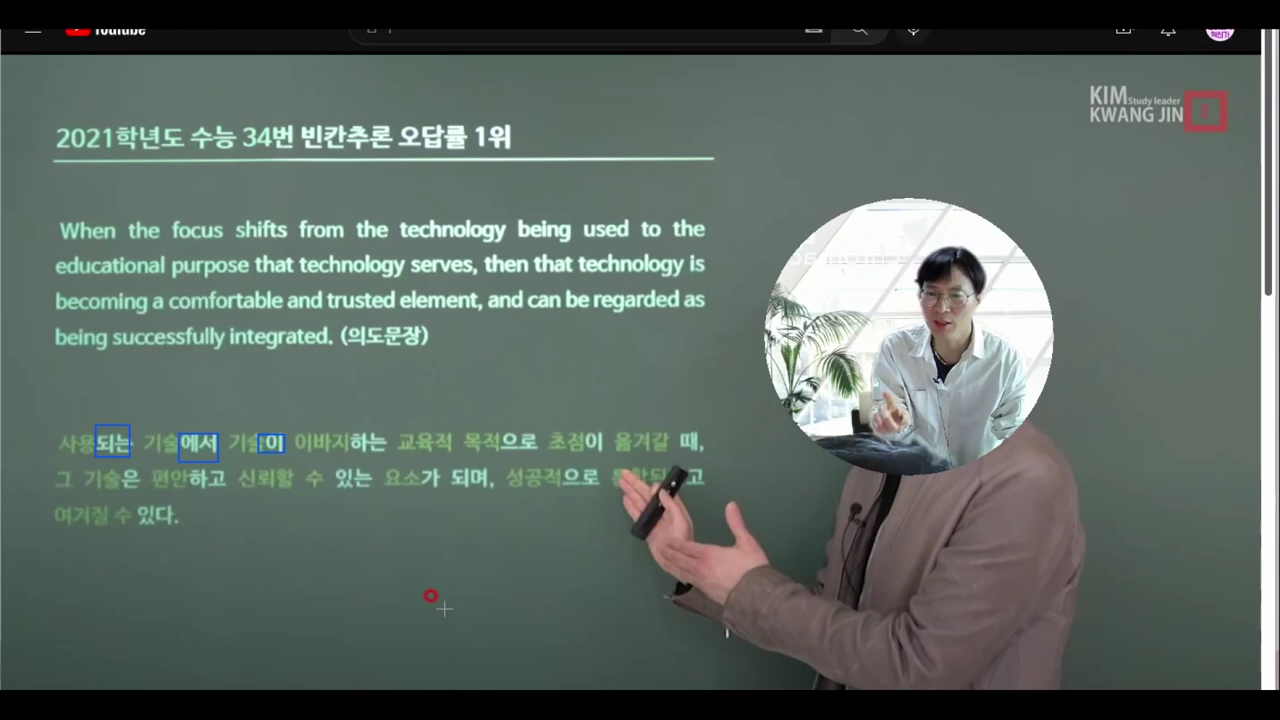 YouTube
KIM Study leader
KWANG JIN
2021학년도 수능 34번 빈칸추론 오답률 1위
When the focus shifts from the technology being used to the
educational purpose that technology serves, then that technology is
becoming a comfortable and trusted element, and can be regarded as
being successfully integrated. (의도문장)
사용되는 기술에서 기술이 이바지하는 교육적 목적으로 초점이 옮겨갈 때,
그 기술은 편안하고 신뢰할 수 있는 요소가 되며, 성공적으로 고
여겨질 수 있다.